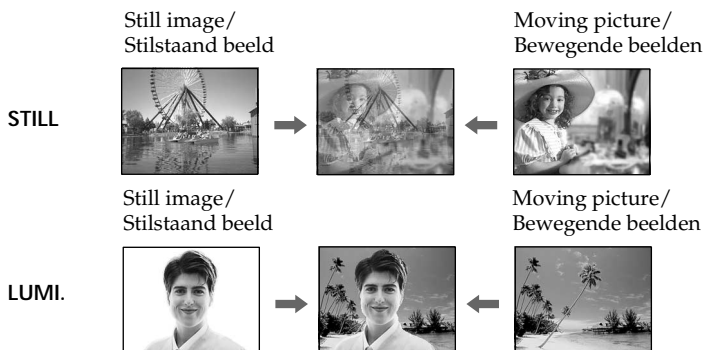 Still image/
Stilstaand beeld
Moving picture/
Bewegende beelden
STILL
Still image/
Stilstaand beeld
Moving picture/
Bewegende beelden
LUMI.